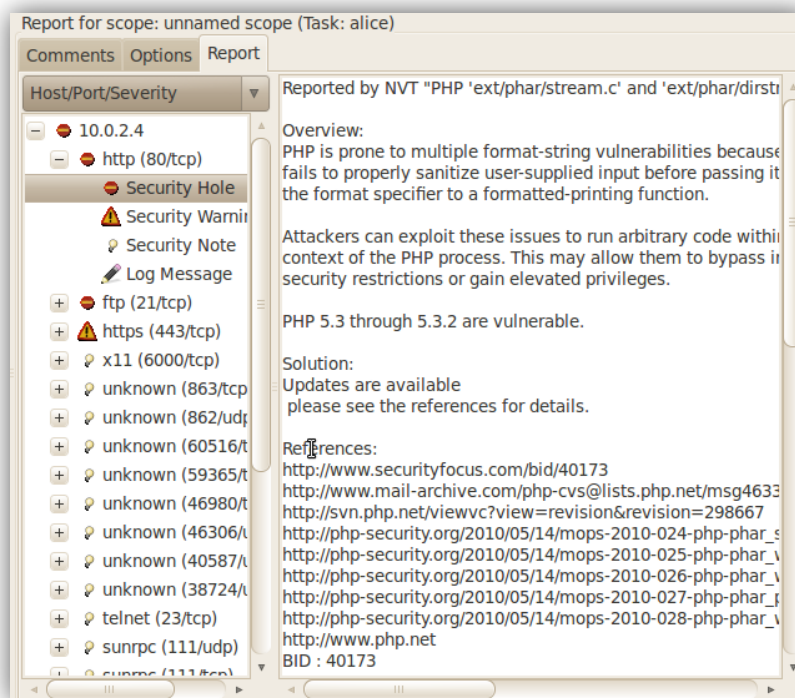 Report for scope: unnamed scope (Task: alice)
Comments Options Report
Host/Port/Severity
10.0.2.4
http (80/tcp)
Security Hole
Security Warnin
Security Note
Log Message
ftp (21/tcp)
https (443/tcp)
x11 (6000/tcp)
unknown (863/tcp
unknown (862/udp
unknown (60516/t
unknown (59365/t
unknown (46980/t
unknown (46306/u
unknown (40587/u
unknown (38724/u
telnet (23/tcp)
sunrpc (111/udp)
sunrpc (111/tcp)
Reported by NVT "PHP 'ext/phar/stream.c' and 'ext/phar/dirstr
Overview:
PHP is prone to multiple format-string vulnerabilities because
fails to properly sanitize user-supplied input before passing it
the format specifier to a formatted-printing function.
Attackers can exploit these issues to run arbitrary code withi
context of the PHP process. This may allow them to bypass i
security restrictions or gain elevated privileges.
PHP 5.3 through 5.3.2 are vulnerable.
Solution:
Updates are available
please see the references for details.
References:
http://www.securityfocus.com/bid/40173
http://www.mail-archive.com/php-cvs@lists.php.net/msg4633
http://svn.php.net/viewvc?view=revision&revision=298667
http://php-security.org/2010/05/14/mops-2010-024-php-phar_s
http://php-security.org/2010/05/14/mops-2010-025-php-phar_w
http://php-security.org/2010/05/14/mops-2010-026-php-phar_w
http://php-security.org/2010/05/14/mops-2010-027-php-phar_p
http://php-security.org/2010/05/14/mops-2010-028-php-phar_w
http://www.php.net
BID : 40173